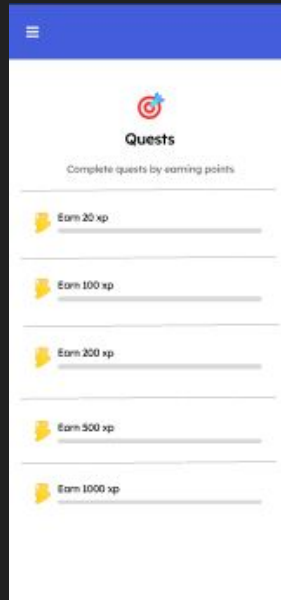 Quests
Complete quests by earning points
Earn 20 xp
Earn 100 xp
Earn 200 xp
Earn 500 xp
Earn 1000 xp